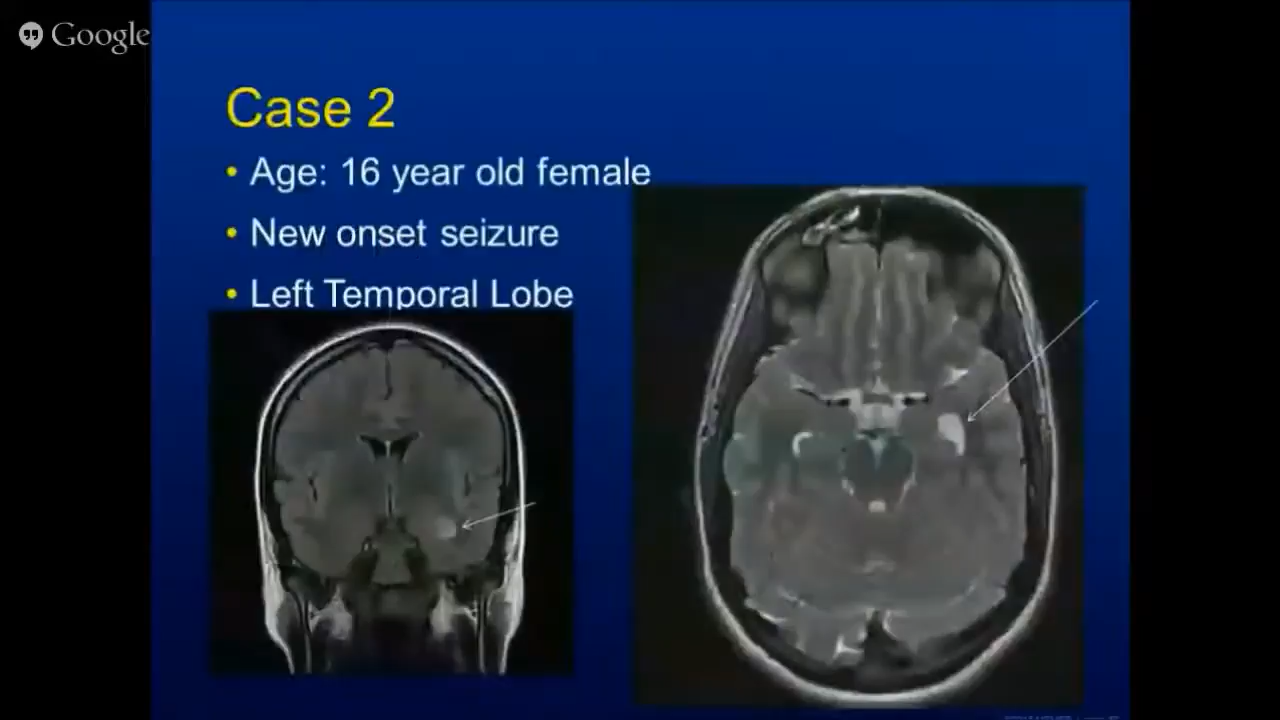 Google
Case 2
• Age: 16 year old female
• New onset seizure
• Left Temporal Lobe